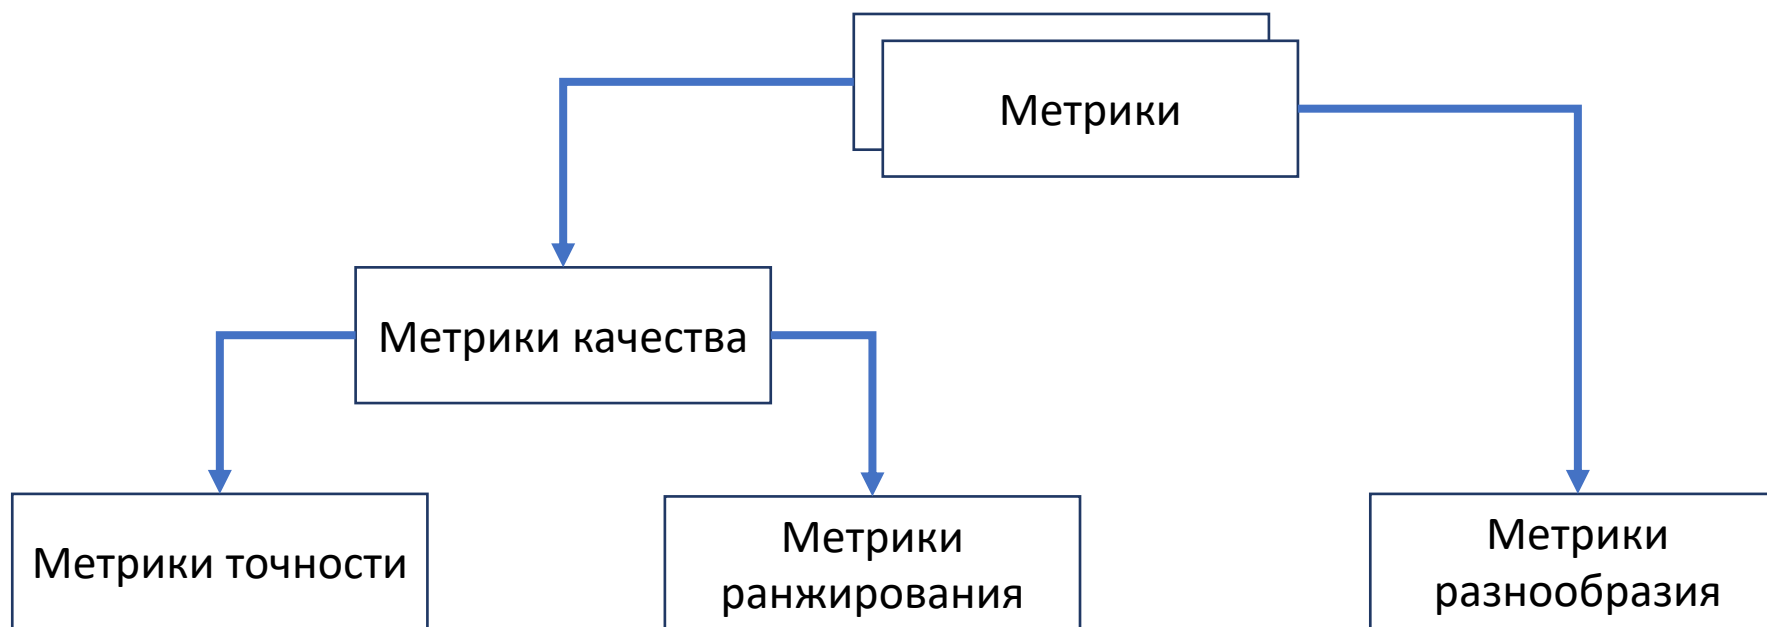 Метрики
Метрики качества
Метрики точности
Метрики
ранжирования
Метрики
разнообразия